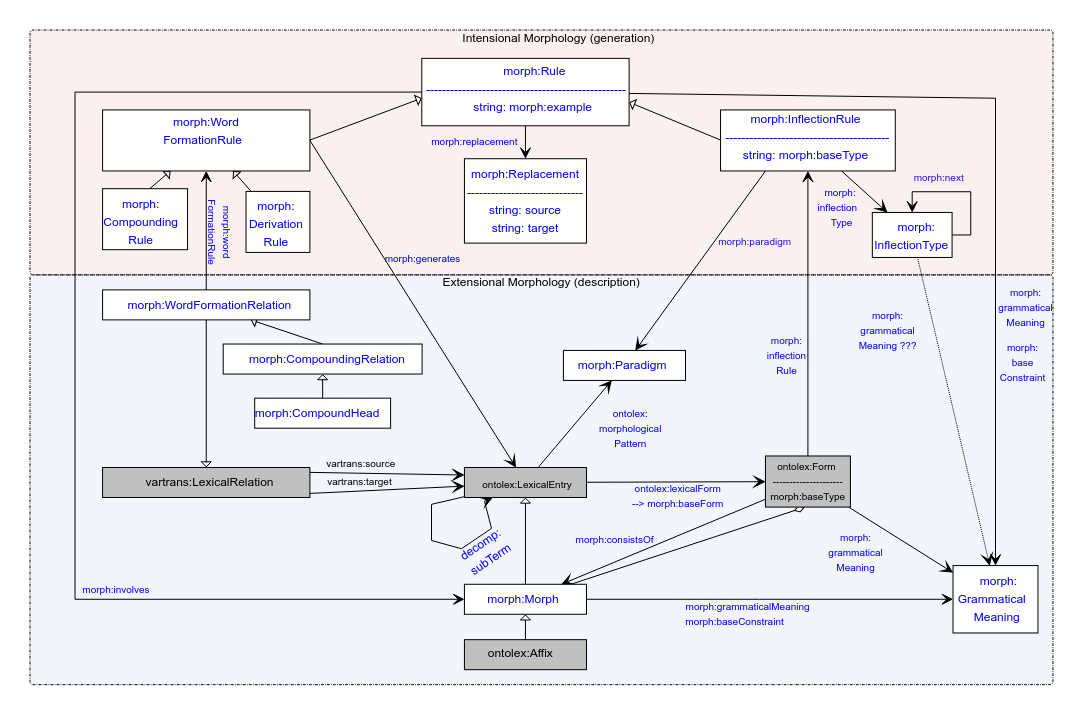 Intensional Morphology (generation)
morph:Rule
string: morph:example
morph:Word
FormationRule
morph:replacement
morph:InflectionRule
string: morph:baseType
morph:Replacement
string: source
string: target
morph:next
morph:
Compounding
Rule
morph:word
FormationRule
morph:
Derivation
Rule
morph:
inflection
Type
morph:
InflectionType
morph:paradigm
morph:generates
Extensional Morphology (description)
morph:WordFormationRelation
morph:
grammatical
Meaning
morph:
base
Constraint
morph:
grammatical
Meaning ???
morph:CompoundingRelation
morph:Paradigm
morph:
inflection
Rule
morph:CompoundHead
ontolex:
morphological
Pattern
vartrans:LexicalRelation
vartrans:source
vartrans:target
ontolex:LexicalEntry
ontolex:lexicalForm
--> morph:baseForm
ontolex:Form
morph:baseType
decomp:
subTerm
morph:consistsOf
morph:
grammatical
Meaning
morph:involves
morph:Morph
morph:grammaticalMeaning
morph:baseConstraint
morph:
Grammatical
Meaning
ontolex:Affix